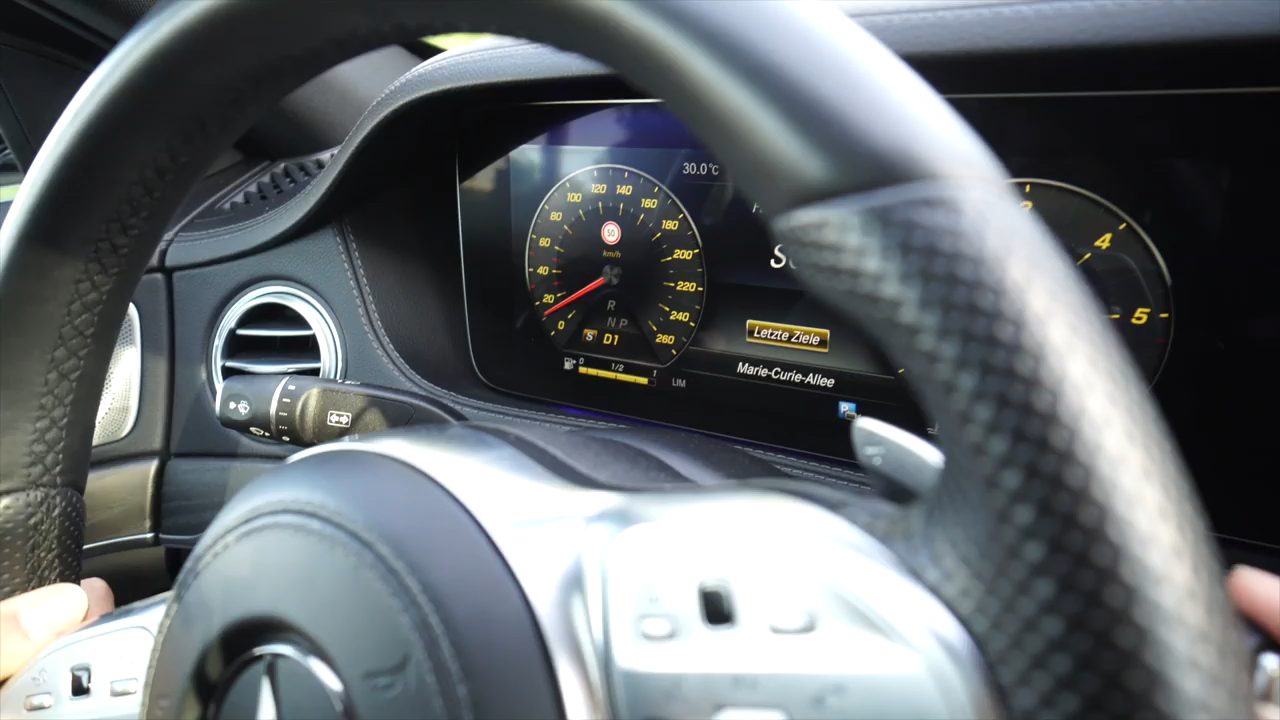 30.0°C
120 140
100 160
80 180
50
60 200
km/h
40 220
20 240
0 260
R
N P
S D1
0 1/2 1
LIM
Letzte Ziele
Marie-Curie-Allee
P
4
5